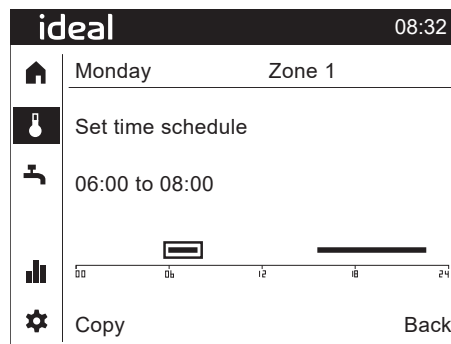 ideal 08:32
Monday Zone 1
Set time schedule
06:00 to 08:00
00 06 12 18 24
Copy Back